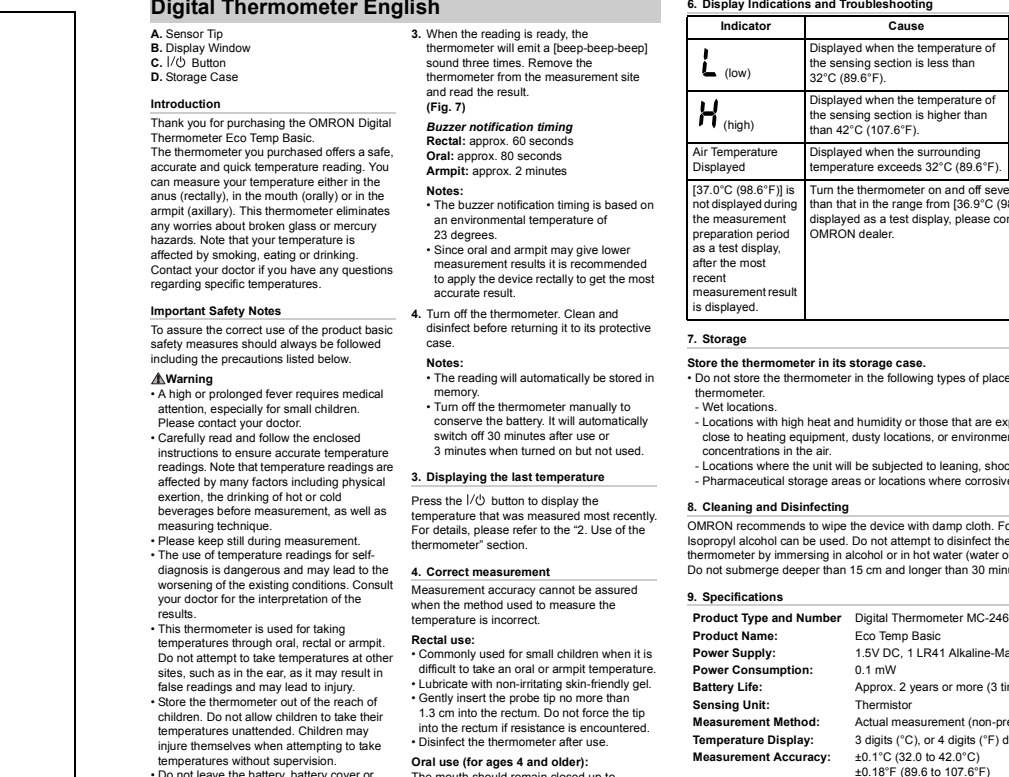 Digital Thermometer English
A. Sensor Tip
B. Display Window
C. I/⏻ Button
D. Storage Case
Introduction
Thank you for purchasing the OMRON Digital
Thermometer Eco Temp Basic.
The thermometer you purchased offers a safe,
accurate and quick temperature reading. You
can measure your temperature either in the
anus (rectally), in the mouth (orally) or in the
armpit (axillary). This thermometer eliminates
any worries about broken glass or mercury
hazards. Note that your temperature is
affected by smoking, eating or drinking.
Contact your doctor if you have any questions
regarding specific temperatures.
Important Safety Notes
To assure the correct use of the product basic
safety measures should always be followed
including the precautions listed below.
⚠Warning
• A high or prolonged fever requires medical
attention, especially for small children.
Please contact your doctor.
• Carefully read and follow the enclosed
instructions to ensure accurate temperature
readings. Note that temperature readings are
affected by many factors including physical
exertion, the drinking of hot or cold
beverages before measurement, as well as
measuring technique.
• Please keep still during measurement.
• The use of temperature readings for self-
diagnosis is dangerous and may lead to the
worsening of the existing conditions. Consult
your doctor for the interpretation of the
results.
• This thermometer is used for taking
temperatures through oral, rectal or armpit.
Do not attempt to take temperatures at other
sites, such as in the ear, as it may result in
false readings and may lead to injury.
• Store the thermometer out of the reach of
children. Do not allow children to take their
temperatures unattended. Children may
injure themselves when attempting to take
temperatures without supervision.
• Do not leave the battery, battery cover or
3. When the reading is ready, the
thermometer will emit a [beep-beep-beep]
sound three times. Remove the
thermometer from the measurement site
and read the result.
(Fig. 7)
Buzzer notification timing
Rectal: approx. 60 seconds
Oral: approx. 80 seconds
Armpit: approx. 2 minutes
Notes:
• The buzzer notification timing is based on
an environmental temperature of
23 degrees.
• Since oral and armpit may give lower
measurement results it is recommended
to apply the device rectally to get the most
accurate result.
4. Turn off the thermometer. Clean and
disinfect before returning it to its protective
case.
Notes:
• The reading will automatically be stored in
memory.
• Turn off the thermometer manually to
conserve the battery. It will automatically
switch off 30 minutes after use or
3 minutes when turned on but not used.
3. Displaying the last temperature
Press the I/⏻ button to display the
temperature that was measured most recently.
For details, please refer to the “2. Use of the
thermometer” section.
4. Correct measurement
Measurement accuracy cannot be assured
when the method used to measure the
temperature is incorrect.
Rectal use:
• Commonly used for small children when it is
difficult to take an oral or armpit temperature.
• Lubricate with non-irritating skin-friendly gel.
• Gently insert the probe tip no more than
1.3 cm into the rectum. Do not force the tip
into the rectum if resistance is encountered.
• Disinfect the thermometer after use.
Oral use (for ages 4 and older):
The mouth should remain closed up to
6. Display Indications and Troubleshooting
Indicator Cause
L (low) Displayed when the temperature of
the sensing section is less than
32°C (89.6°F).
H (high) Displayed when the temperature of
the sensing section is higher than
than 42°C (107.6°F).
Air Temperature Displayed when the surrounding
Displayed temperature exceeds 32°C (89.6°F).
[37.0°C (98.6°F)] is Turn the thermometer on and off seve
not displayed during than that in the range from [36.9°C (98
the measurement displayed as a test display, please con
preparation period OMRON dealer.
as a test display,
after the most
recent
measurement result
is displayed.
7. Storage
Store the thermometer in its storage case.
• Do not store the thermometer in the following types of place
thermometer.
- Wet locations.
- Locations with high heat and humidity or those that are exp
close to heating equipment, dusty locations, or environme
concentrations in the air.
- Locations where the unit will be subjected to leaning, shoc
- Pharmaceutical storage areas or locations where corrosive
8. Cleaning and Disinfecting
OMRON recommends to wipe the device with damp cloth. Fo
Isopropyl alcohol can be used. Do not attempt to disinfect the
thermometer by immersing in alcohol or in hot water (water o
Do not submerge deeper than 15 cm and longer than 30 minu
9. Specifications
Product Type and Number Digital Thermometer MC-246
Product Name: Eco Temp Basic
Power Supply: 1.5V DC, 1 LR41 Alkaline-Ma
Power Consumption: 0.1 mW
Battery Life: Approx. 2 years or more (3 tim
Sensing Unit: Thermistor
Measurement Method: Actual measurement (non-pre
Temperature Display: 3 digits (°C), or 4 digits (°F) d
Measurement Accuracy: ±0.1°C (32.0 to 42.0°C)
±0.18°F (89.6 to 107.6°F)